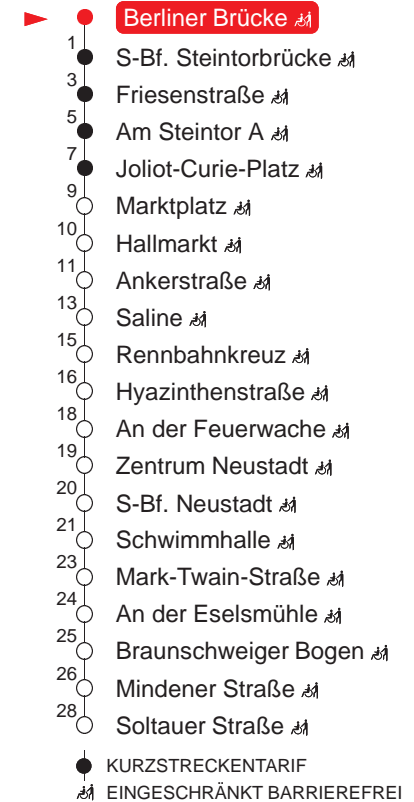 Berliner Brücke
1
S-Bf. Steintorbrücke
3
Friesenstraße
5
Am Steintor A
7
Joliot-Curie-Platz
9
Marktplatz
10
Hallmarkt
11
Ankerstraße
13
Saline
15
Rennbahnkreuz
16
Hyazinthenstraße
18
An der Feuerwache
19
Zentrum Neustadt
20
S-Bf. Neustadt
21
Schwimmhalle
23
Mark-Twain-Straße
24
An der Eselsmühle
25
Braunschweiger Bogen
26
Mindener Straße
28
Soltauer Straße
KURZSTRECKENTARIF
EINGESCHRÄNKT BARRIEREFREI